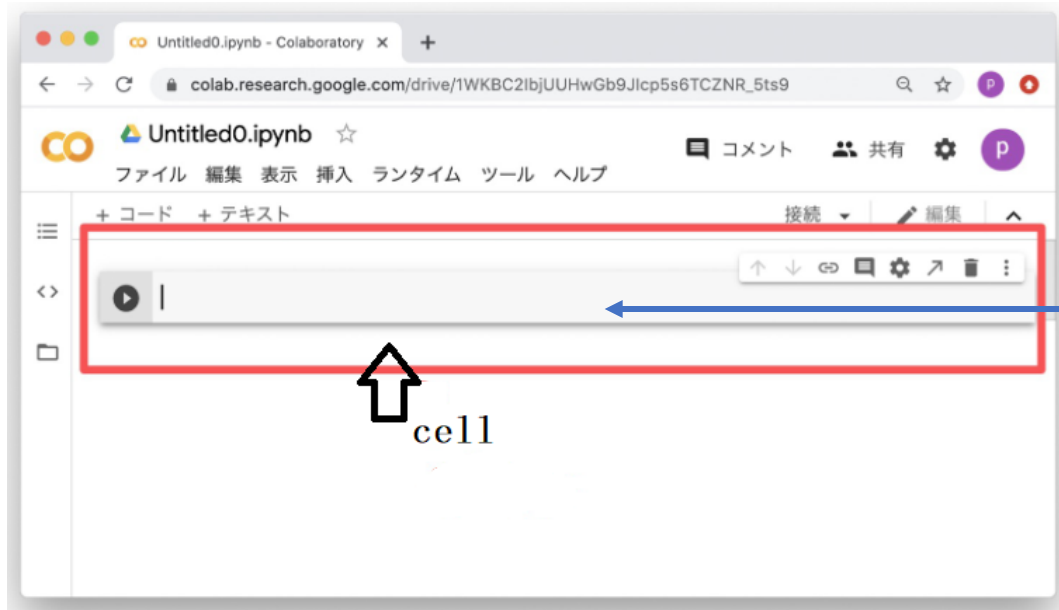 Untitled0.ipynb - Colaboratory
colab.research.google.com/drive/1WKBC2IbjUUHwGb9JIcp5s6TCZNR_5ts9
P
Untitled0.ipynb
コメント 共有 P
ファイル 編集 表示 挿入 ランタイム ツール ヘルプ
+ コード + テキスト 接続 編集
cell